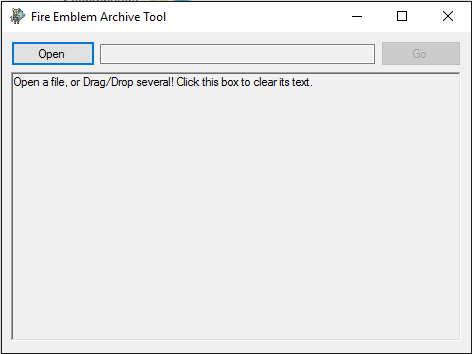 Fire Emblem Archive Tool
Open
Go
Open a file, or Drag/Drop several! Click this box to clear its text.